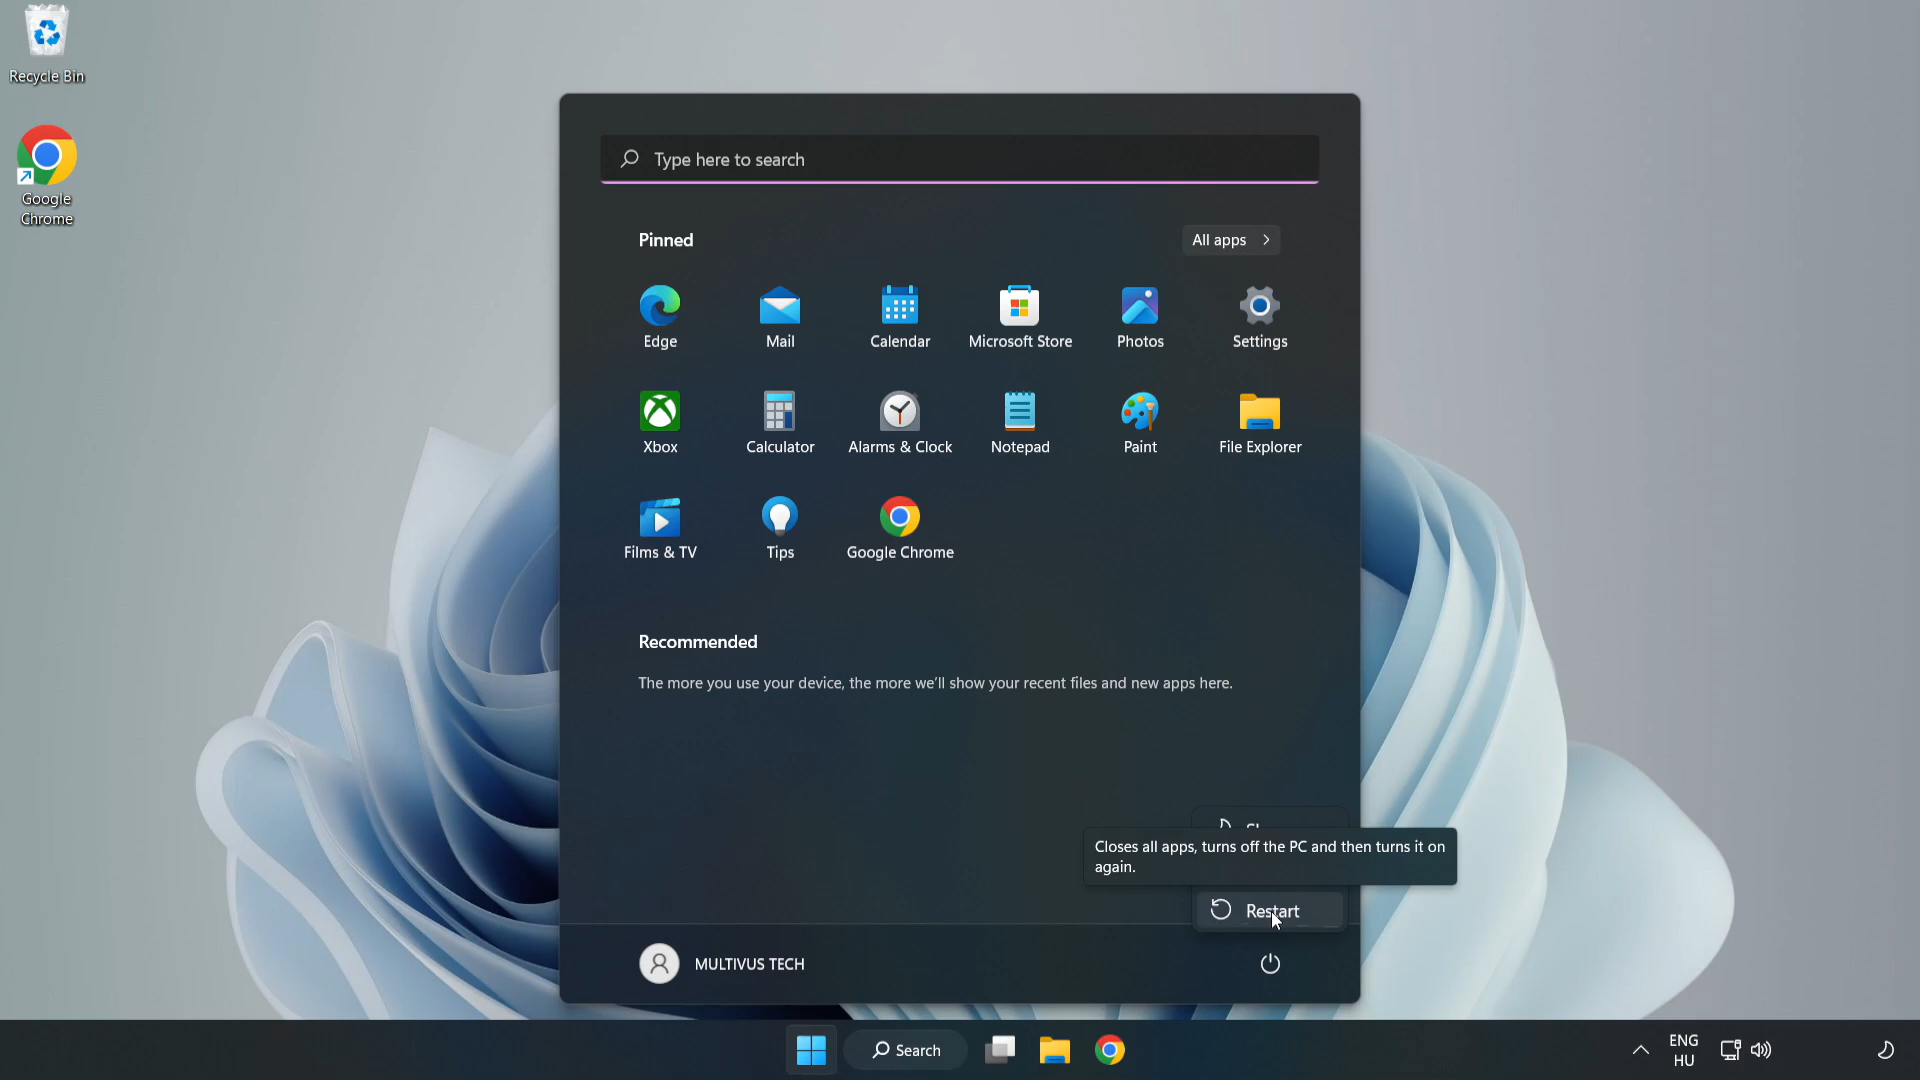 Recycle Bin
Google
Chrome
Type here to search
Pinned
All apps
Edge
Mail
Calendar
Microsoft Store
Photos
Settings
Xbox
Calculator
Alarms & Clock
Notepad
Paint
File Explorer
Films & TV
Tips
Google Chrome
Recommended
The more you use your device, the more we'll show your recent files and new apps here.
Closes all apps, turns off the PC and then turns it on
again.
Restart
MULTIVUS TECH
Search
ENG
HU